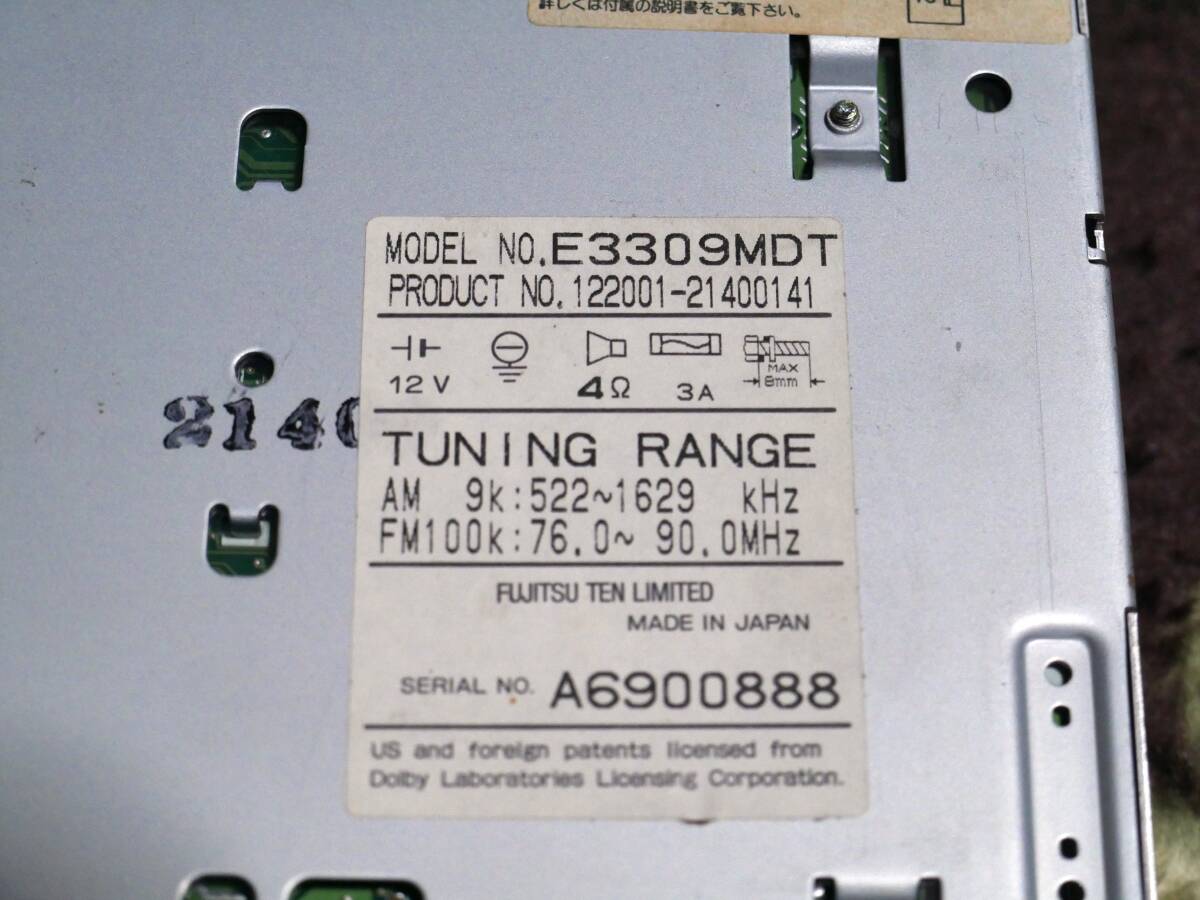 詳しくは付属の説明書をご覧下さい。
MODEL NO. E3309MDT
PRODUCT NO. 122001-21400141
12V 4Ω 3A MAX 8mm
2140
TUNING RANGE
AM 9k:522~1629 kHz
FM100k:76.0~ 90.0MHz
FUJITSU TEN LIMITED
MADE IN JAPAN
SERIAL NO. A6900888
US and foreign patents licensed from
Dolby Laboratories Licensing Corporation.